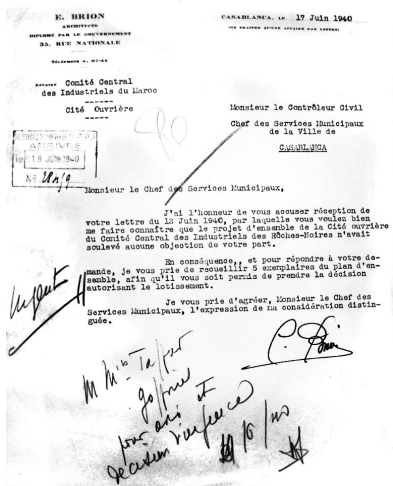 E. BRION
ARCHITECTE
DIPLOMÉ PAR LE GOUVERNEMENT
35, RUE NATIONALE
CASABLANCA, LE 17 Juin 1940
Affaire Comité Central
des Industriels du Maroc
------
Cité Ouvrière
-----
Monsieur le Contrôleur Civil
Chef des Services Municipaux
de la Ville de
CASABLANCA
ARRIVÉE
19 JUIN 1940
Monsieur le Chef des Services Municipaux,
J'ai l'honneur de vous accuser réception de
votre lettre du 12 Juin 1940, par laquelle vous voulez bien
me faire connaître que le projet d'ensemble de la Cité ouvrière
du Comité Central des Industriels des Rôches-Noires n'avait
soulevé aucune objection de votre part.
En conséquence,, et pour répondre à votre de-
mande, je vous prie de recueillir 5 exemplaires du plan d'en-
semble, afin qu'il vous soit permis de prendre la décision
autorisant le lotissement.
Je vous prie d'agréer, Monsieur le Chef des
Services Municipaux, l'expression de ma considération distin-
guée.
Urgent
pour avis et
décision d'urgence